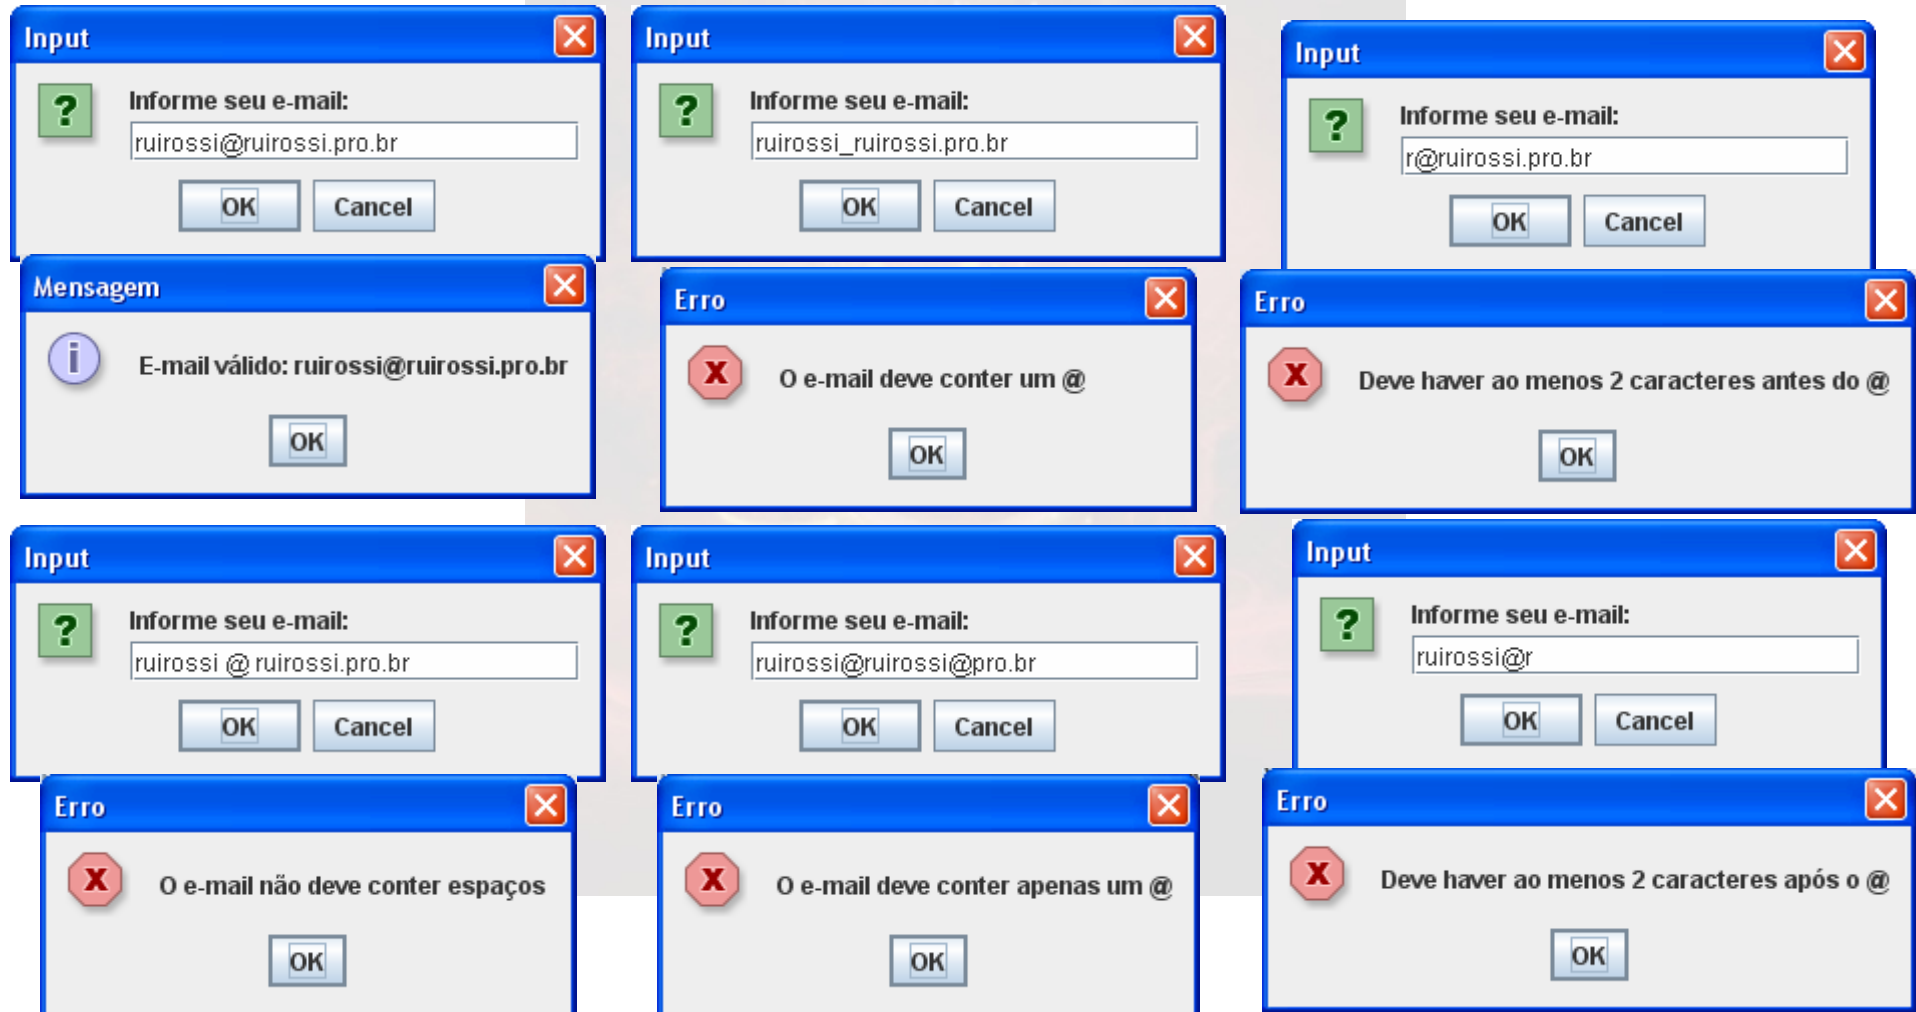 Input
Informe seu e-mail:
ruirossi@ruirossi.pro.br
OK Cancel
Mensagem
E-mail válido: ruirossi@ruirossi.pro.br
OK
Input
Informe seu e-mail:
ruirossi_ruirossi.pro.br
OK Cancel
Erro
O e-mail deve conter um @
OK
Input
Informe seu e-mail:
r@ruirossi.pro.br
OK Cancel
Erro
Deve haver ao menos 2 caracteres antes do @
OK
Input
Informe seu e-mail:
ruirossi @ ruirossi.pro.br
OK Cancel
Erro
O e-mail não deve conter espaços
OK
Input
Informe seu e-mail:
ruirossi@ruirossi@pro.br
OK Cancel
Erro
O e-mail deve conter apenas um @
OK
Input
Informe seu e-mail:
ruirossi@r
OK Cancel
Erro
Deve haver ao menos 2 caracteres após o @
OK